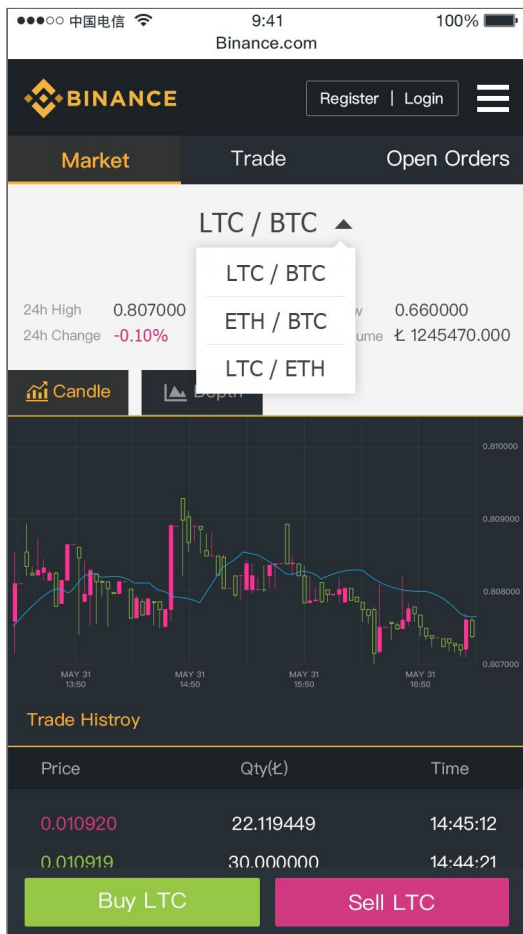 中国电信 9:41 100%
Binance.com
BINANCE Register | Login
Market Trade Open Orders
LTC / BTC
LTC / BTC
ETH / BTC
LTC / ETH
24h High 0.807000 0.660000
24h Change -0.10% Ł 1245470.000
Candle Depth
0.810000
0.809000
0.808000
0.807000
MAY 31 MAY 31 MAY 31 MAY 31
13:50 14:50 15:50 16:50
Trade Histroy
Price Qty(Ł) Time
0.010920 22.119449 14:45:12
0.010919 30.000000 14:44:21
Buy LTC Sell LTC